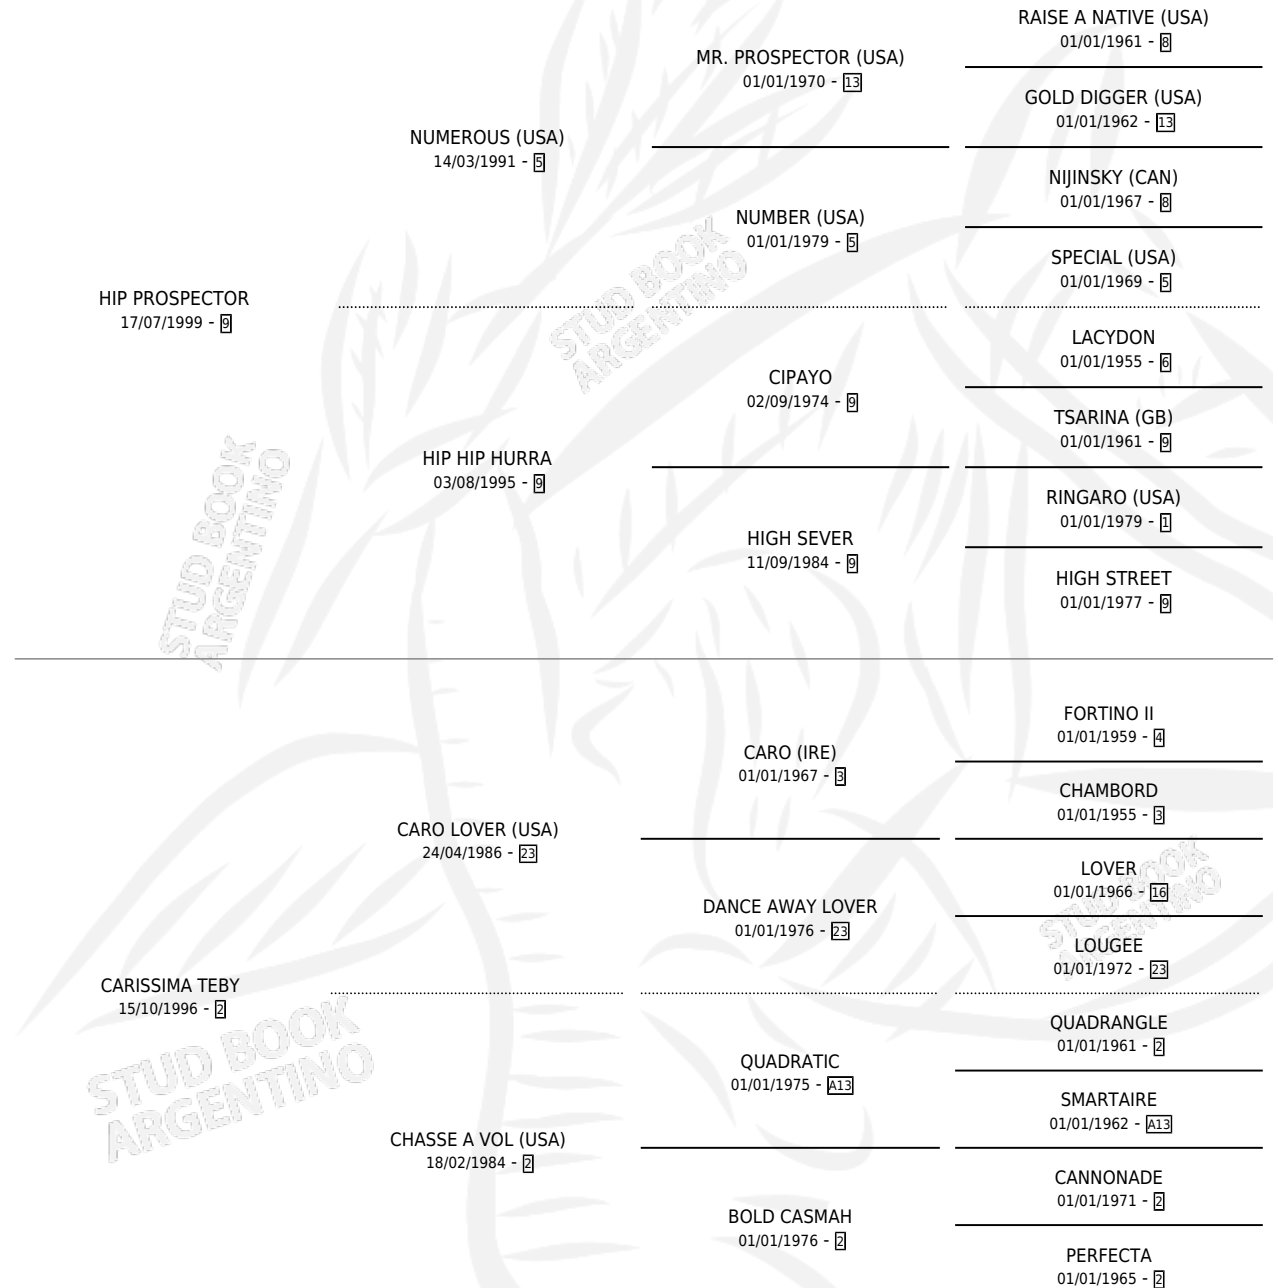 RAISE A NATIVE (USA)
01/01/1961 - 8
MR. PROSPECTOR (USA)
01/01/1970 - 13
GOLD DIGGER (USA)
01/01/1962 - 13
NUMEROUS (USA)
14/03/1991 - 5
NIJINSKY (CAN)
01/01/1967 - 8
NUMBER (USA)
01/01/1979 - 5
SPECIAL (USA)
01/01/1969 - 5
HIP PROSPECTOR
17/07/1999 - 9
STUD BOOK
ARGENTINO
LACYDON
01/01/1955 - 6
CIPAYO
02/09/1974 - 9
TSARINA (GB)
01/01/1961 - 9
HIP HIP HURRA
03/08/1995 - 9
RINGARO (USA)
01/01/1979 - 1
HIGH SEVER
11/09/1984 - 9
HIGH STREET
01/01/1977 - 9
STUD BOOK
ARGENTINO
FORTINO II
01/01/1959 - 4
CARO (IRE)
01/01/1967 - 3
CHAMBORD
01/01/1955 - 3
CARO LOVER (USA)
24/04/1986 - 23
LOVER
01/01/1966 - 16
DANCE AWAY LOVER
01/01/1976 - 23
LOUGEE
01/01/1972 - 23
STUD BOOK
ARGENTINO
CARISSIMA TEBY
15/10/1996 - 2
STUD BOOK
ARGENTINO
QUADRANGLE
01/01/1961 - 2
QUADRATIC
01/01/1975 - A13
SMARTAIRE
01/01/1962 - A13
CHASSE A VOL (USA)
18/02/1984 - 2
CANNONADE
01/01/1971 - 2
BOLD CASMAH
01/01/1976 - 2
PERFECTA
01/01/1965 - 2